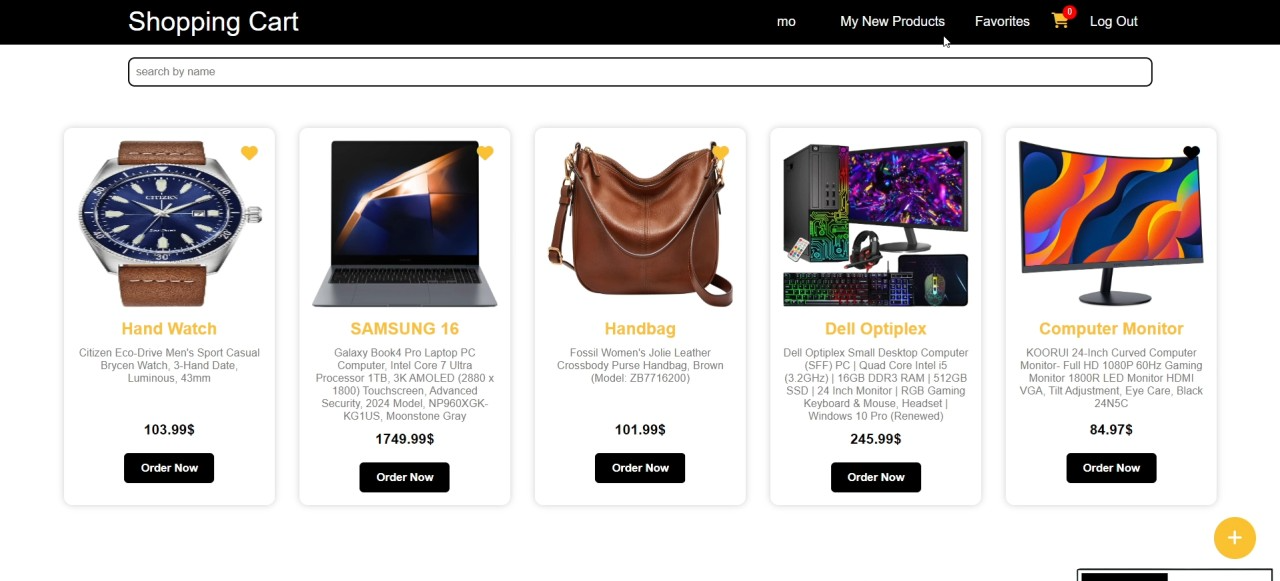 Shopping Cart
mo
My New Products
Favorites
0
Log Out
search by name
CITIZEN
Eco-Drive
Hand Watch
Citizen Eco-Drive Men's Sport Casual
Brycen Watch, 3-Hand Date,
Luminous, 43mm
103.99$
Order Now
SAMSUNG 16
Galaxy Book4 Pro Laptop PC
Computer, Intel Core 7 Ultra
Processor 1TB, 3K AMOLED (2880 x
1800) Touchscreen, Advanced
Security, 2024 Model, NP960XGK-
KG1US, Moonstone Gray
1749.99$
Order Now
Handbag
Fossil Women's Jolie Leather
Crossbody Purse Handbag, Brown
(Model: ZB7716200)
101.99$
Order Now
Dell Optiplex
Dell Optiplex Small Desktop Computer
(SFF) PC | Quad Core Intel i5
(3.2GHz) | 16GB DDR3 RAM | 512GB
SSD | 24 Inch Monitor | RGB Gaming
Keyboard & Mouse, Headset |
Windows 10 Pro (Renewed)
245.99$
Order Now
Computer Monitor
KOORUI 24-Inch Curved Computer
Monitor- Full HD 1080P 60Hz Gaming
Monitor 1800R LED Monitor HDMI
VGA, Tilt Adjustment, Eye Care, Black
24N5C
84.97$
Order Now
+